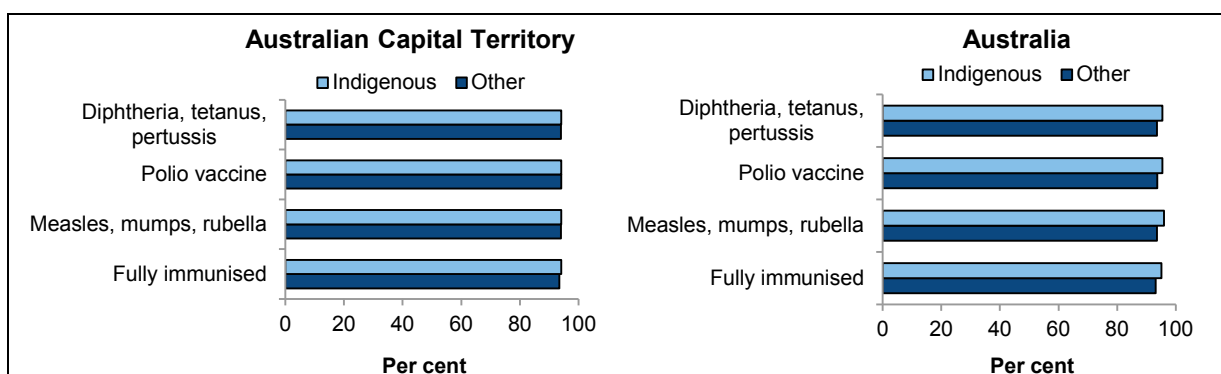 Australian Capital Territory
Indigenous Other
Diphtheria, tetanus,
pertussis
Polio vaccine
Measles, mumps, rubella
Fully immunised
0 20 40 60 80 100
Per cent
Australia
Indigenous Other
Diphtheria, tetanus,
pertussis
Polio vaccine
Measles, mumps, rubella
Fully immunised
0 20 40 60 80 100
Per cent